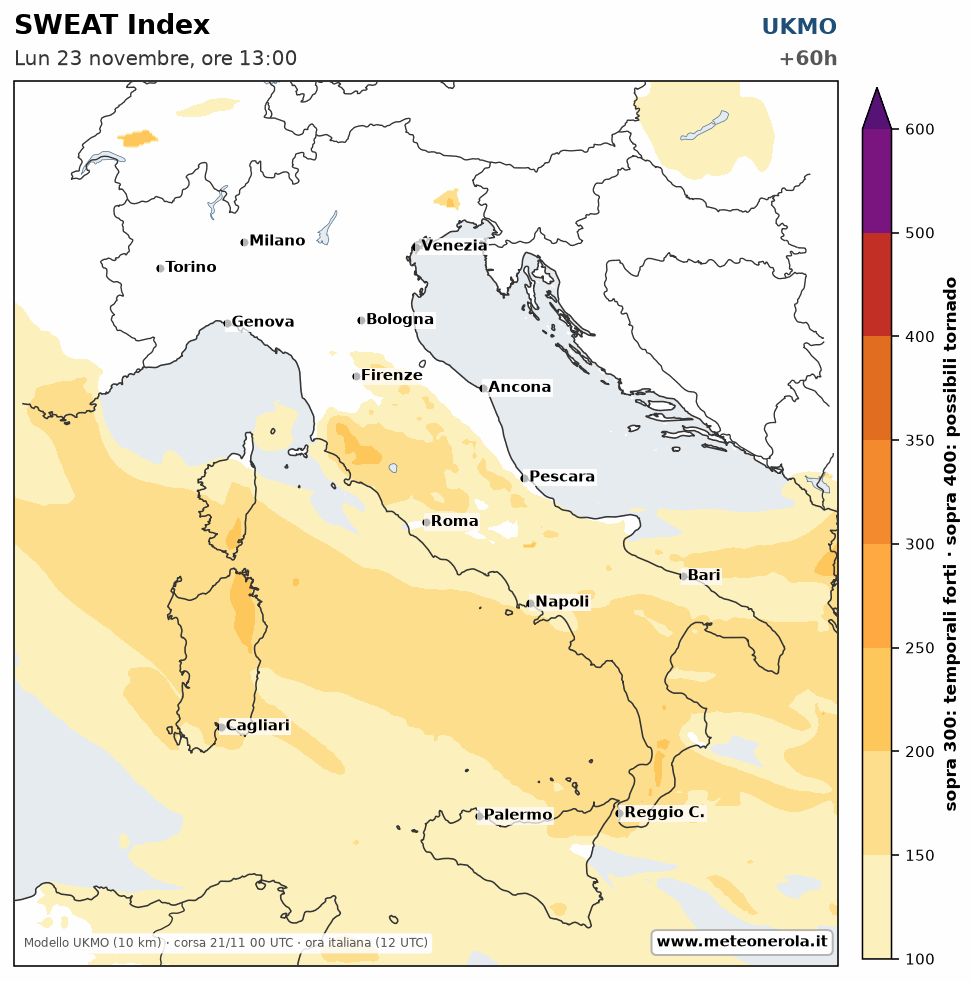 SWEAT Index
UKMO
Lun 23 novembre, ore 13:00
+60h
600
500
400
350
300
250
200
150
100
sopra 300: temporali forti · sopra 400: possibili tornado
Milano
Venezia
Torino
Genova
Bologna
Firenze
Ancona
Pescara
Roma
Bari
Napoli
Cagliari
Palermo
Reggio C.
Modello UKMO (10 km) · corsa 21/11 00 UTC · ora italiana (12 UTC)
www.meteonerola.it